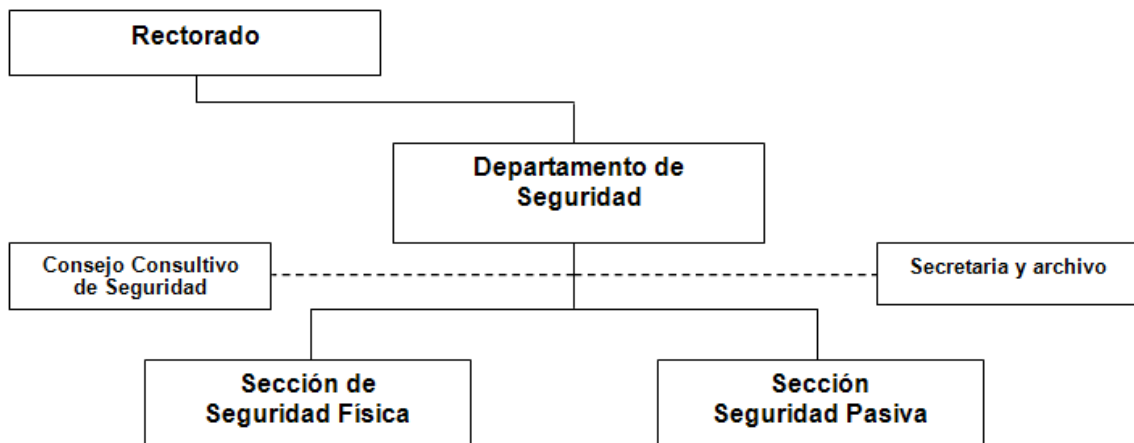 Rectorado
Departamento de
Seguridad
Consejo Consultivo
de Seguridad
Secretaria y archivo
Sección de
Seguridad Física
Sección
Seguridad Pasiva